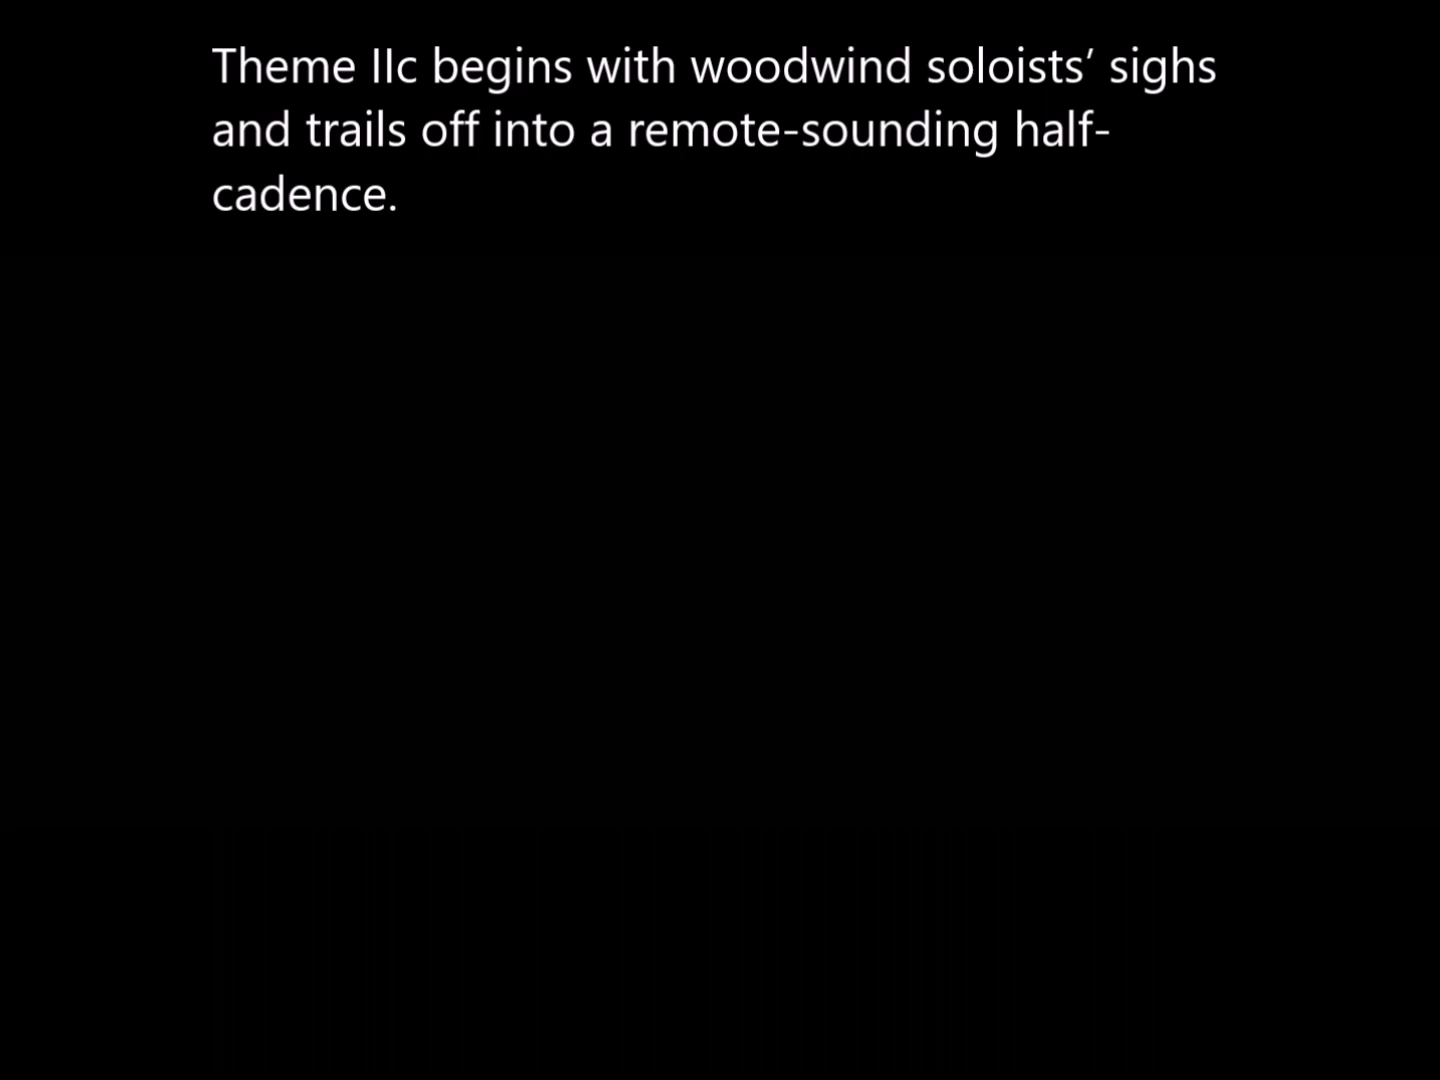 Theme IIc begins with woodwind soloists’ sighs
and trails off into a remote-sounding half-
cadence.